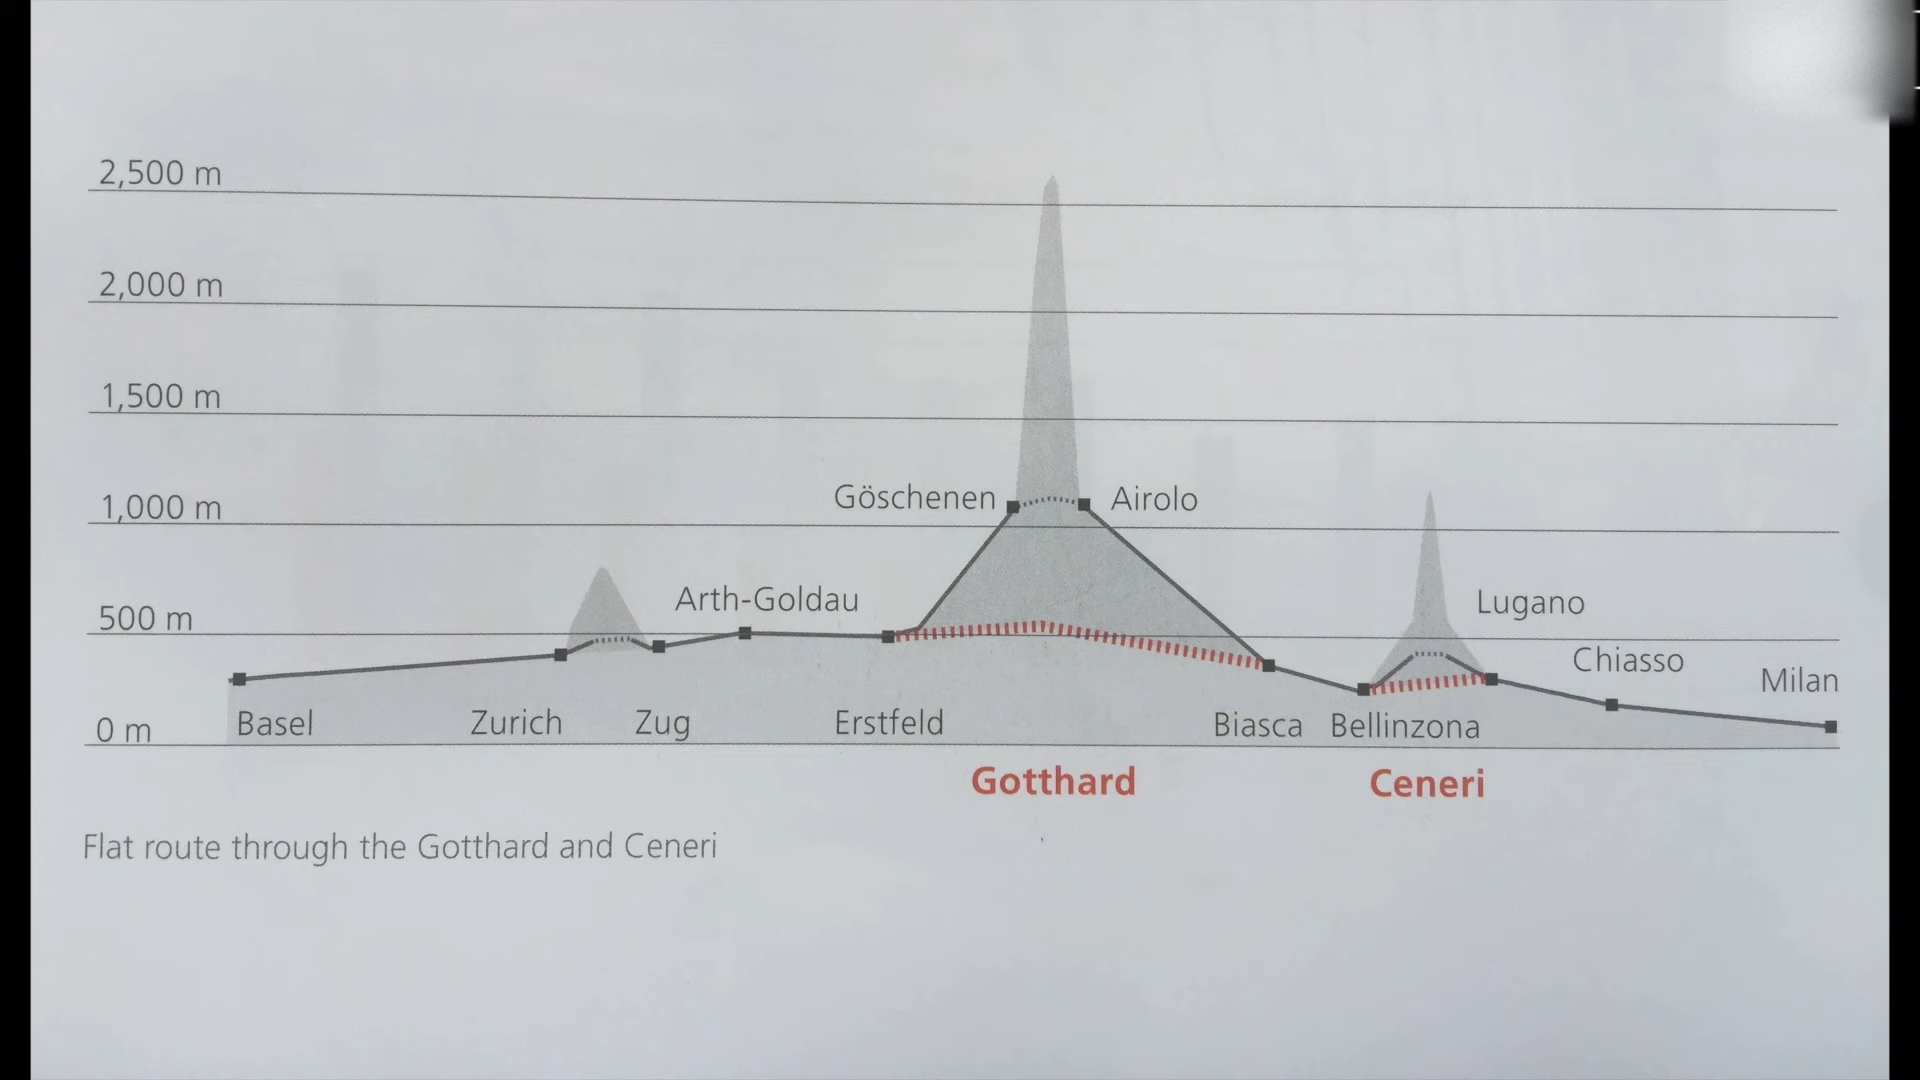 2,500 m
2,000 m
1,500 m
Göschenen Airolo
1,000 m
Arth-Goldau Lugano
500 m
Chiasso
Milan
Basel Zurich Zug Erstfeld Biasca Bellinzona
0 m
Gotthard Ceneri
Flat route through the Gotthard and Ceneri